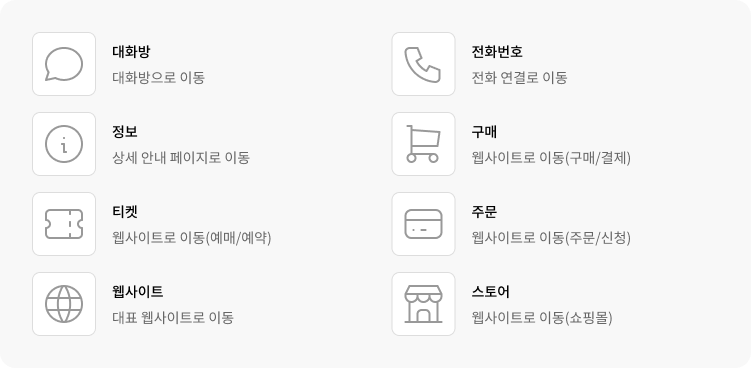 대화방
대화방으로 이동
전화번호
전화 연결로 이동
정보
상세 안내 페이지로 이동
구매
웹사이트로 이동(구매/결제)
티켓
웹사이트로 이동(예매/예약)
주문
웹사이트로 이동(주문/신청)
웹사이트
대표 웹사이트로 이동
스토어
웹사이트로 이동(쇼핑몰)